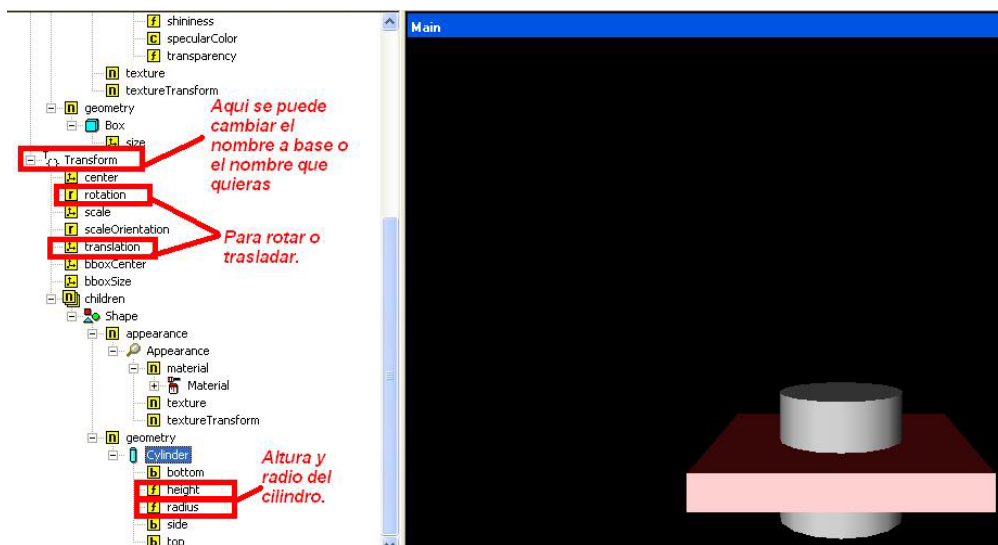 shininess
specularColor
transparency
texture
textureTransform
geometry
Box
size
Transform
center
rotation
scale
scaleOrientation
translation
bboxCenter
bboxSize
children
Shape
appearance
Appearance
material
Material
texture
textureTransform
geometry
Cylinder
bottom
height
radius
side
top
Aqui se puede
cambiar el
nombre a base o
el nombre que
quieras
Para rotar o
trasladar.
Altura y
radio del
cilindro.
Main